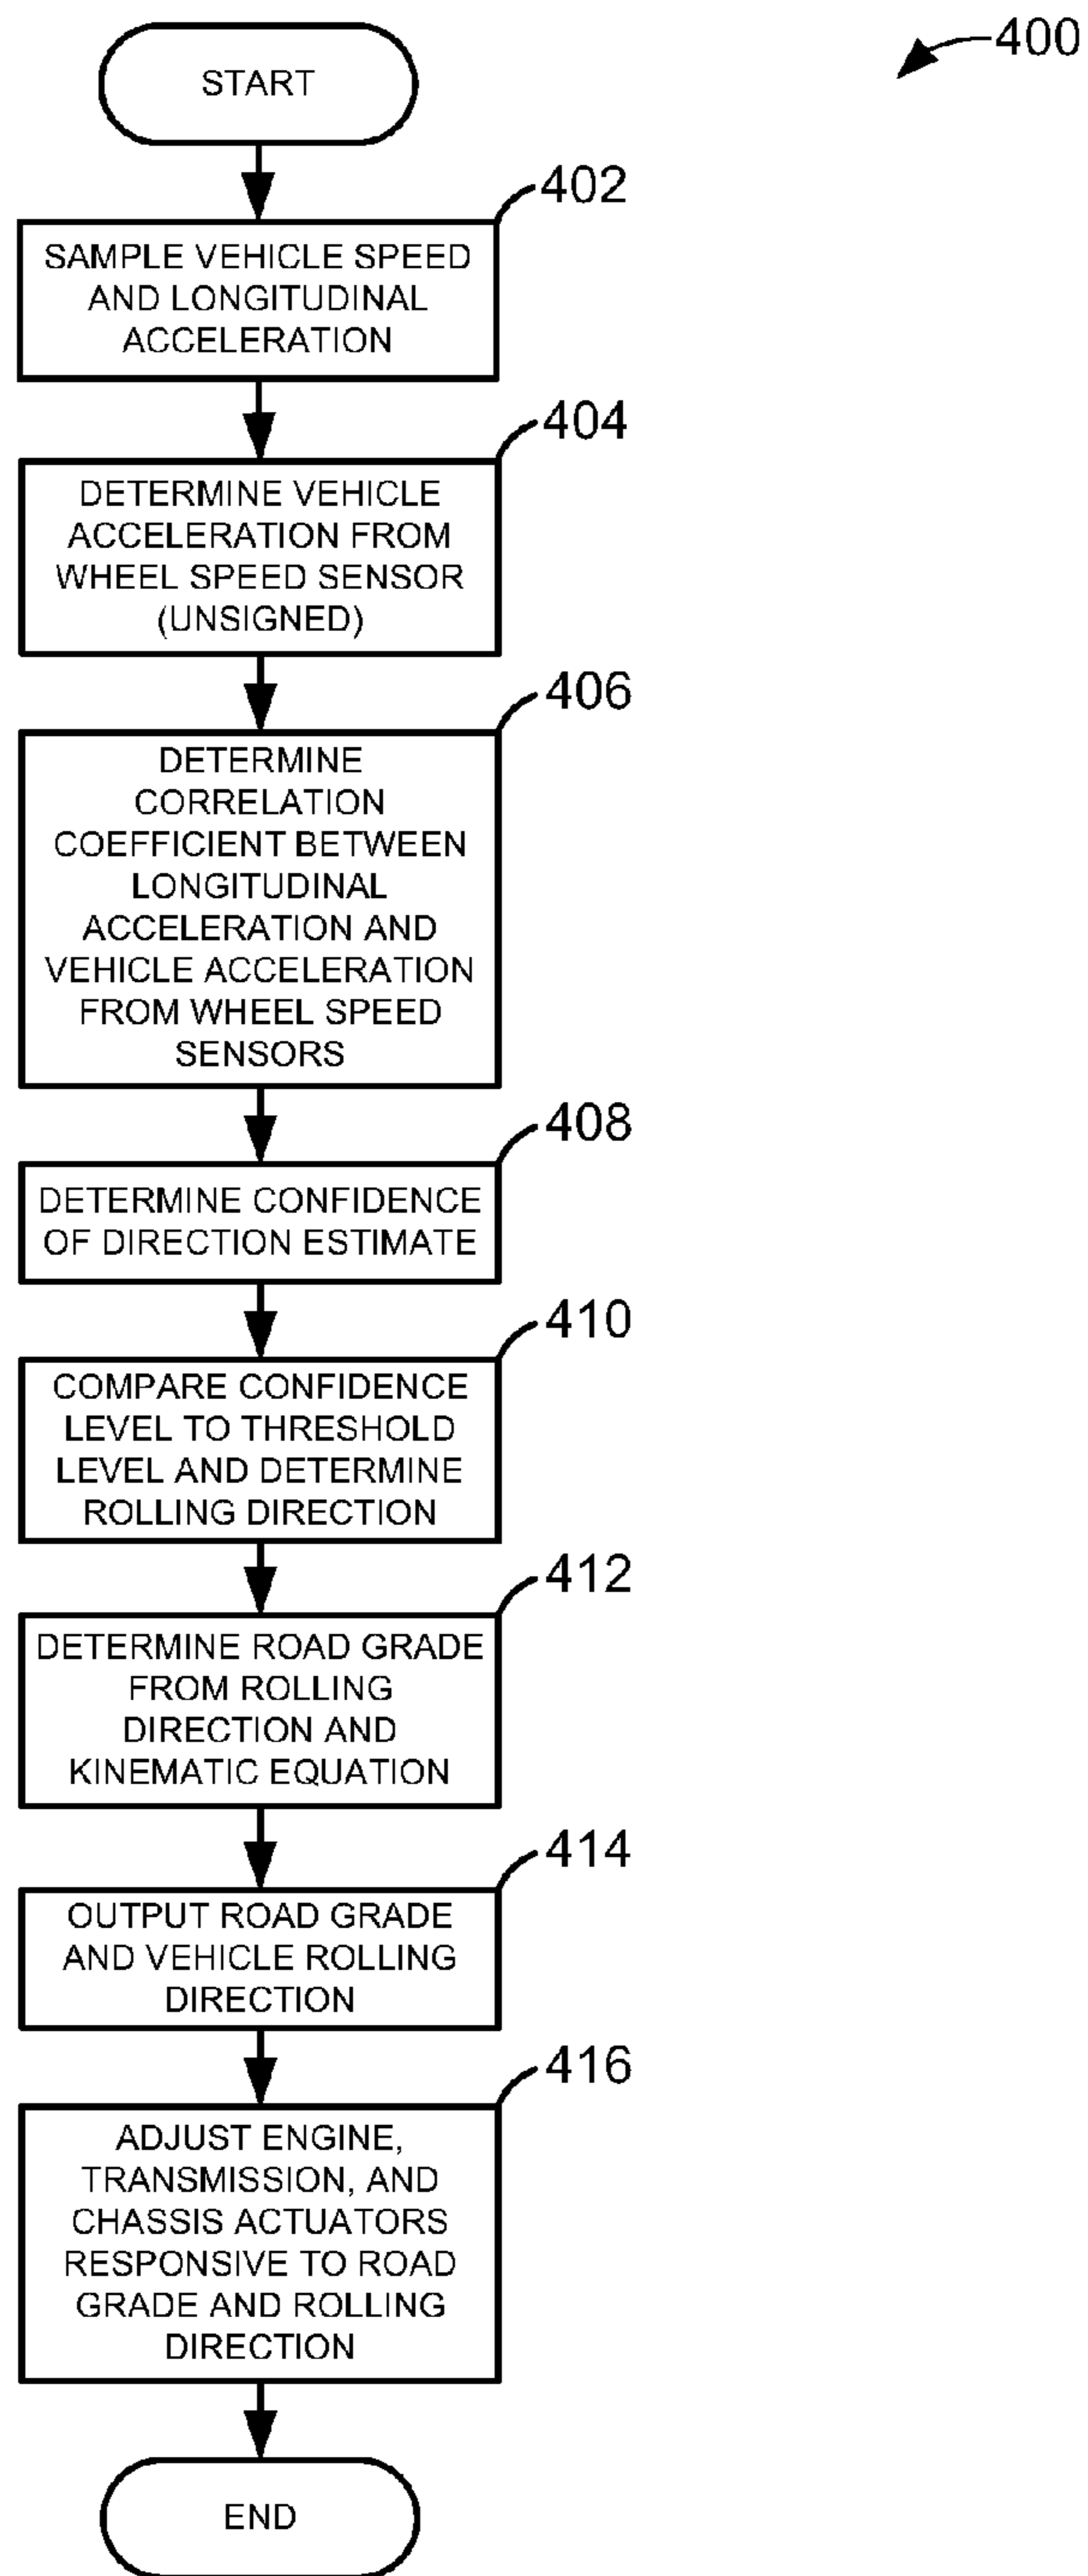 400
START
402
SAMPLE VEHICLE SPEED
AND LONGITUDINAL
ACCELERATION
404
DETERMINE VEHICLE
ACCELERATION FROM
WHEEL SPEED SENSOR
(UNSIGNED)
406
DETERMINE
CORRELATION
COEFFICIENT BETWEEN
LONGITUDINAL
ACCELERATION AND
VEHICLE ACCELERATION
FROM WHEEL SPEED
SENSORS
408
DETERMINE CONFIDENCE
OF DIRECTION ESTIMATE
410
COMPARE CONFIDENCE
LEVEL TO THRESHOLD
LEVEL AND DETERMINE
ROLLING DIRECTION
412
DETERMINE ROAD GRADE
FROM ROLLING
DIRECTION AND
KINEMATIC EQUATION
414
OUTPUT ROAD GRADE
AND VEHICLE ROLLING
DIRECTION
416
ADJUST ENGINE,
TRANSMISSION, AND
CHASSIS ACTUATORS
RESPONSIVE TO ROAD
GRADE AND ROLLING
DIRECTION
END